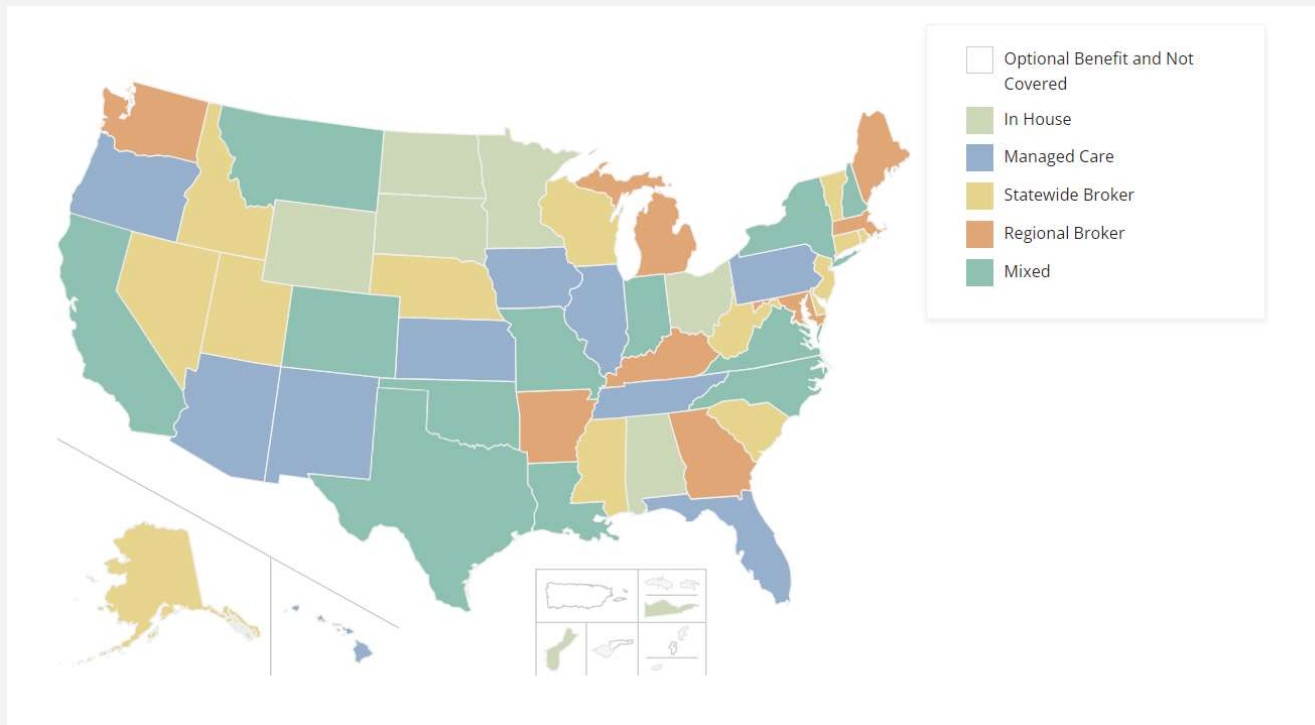 Optional Benefit and Not
Covered
In House
Managed Care
Statewide Broker
Regional Broker
Mixed